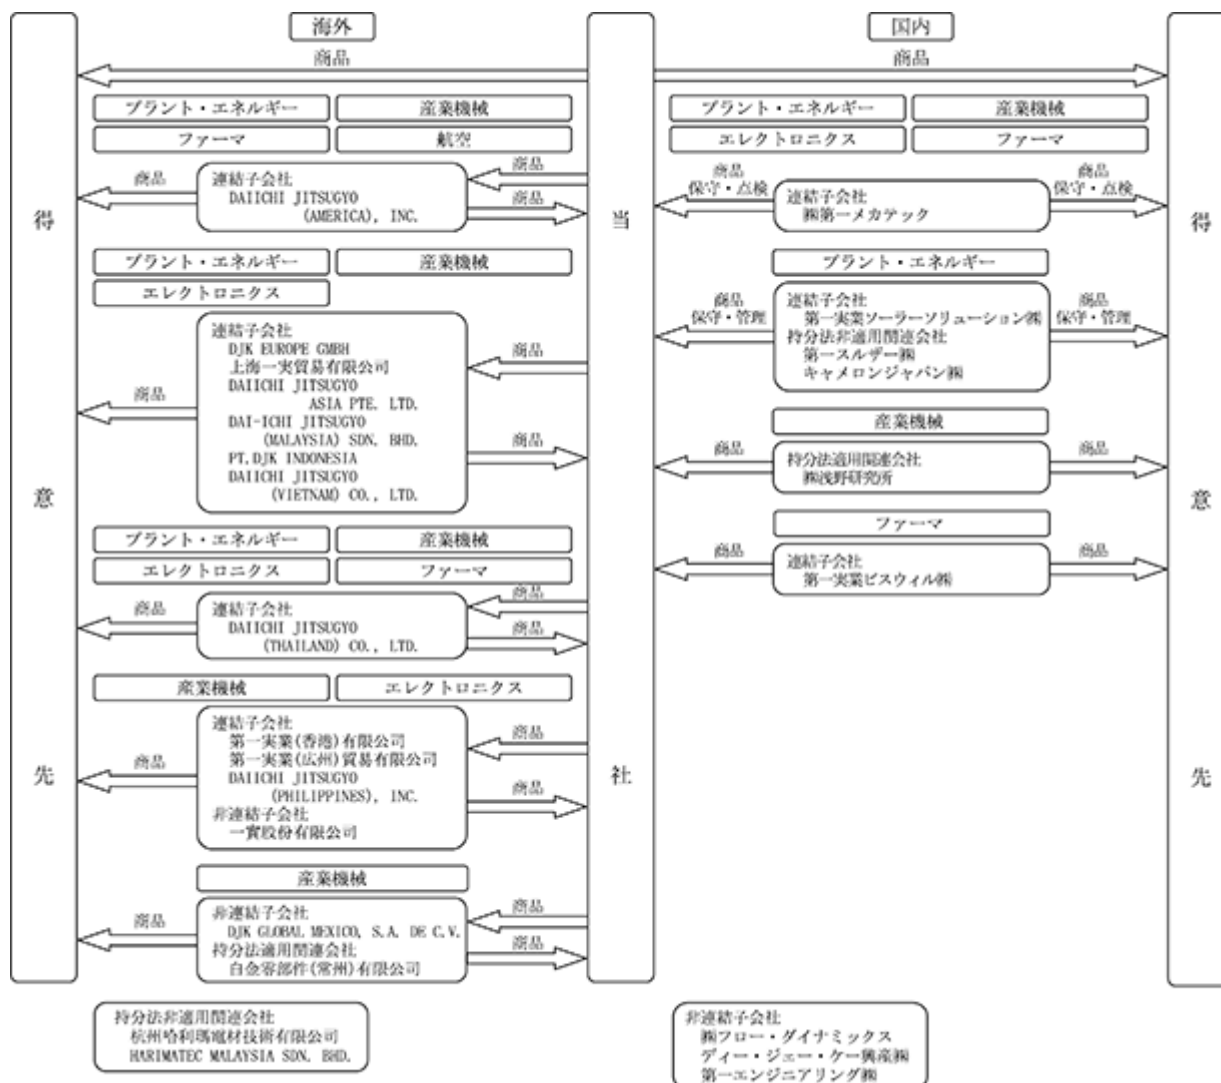 海外
国内
商品
商品
プラント・エネルギー
産業機械
ファーマ
航空
商品
連結子会社
DAIICHI JITSUGYO
(AMERICA), INC.
商品
商品
プラント・エネルギー
産業機械
エレクトロニクス
連結子会社
DJK EUROPE GMBH
上海一実貿易有限公司
DAIICHI JITSUGYO
ASIA PTE. LTD.
DAI-ICHI JITSUGYO
(MALAYSIA) SDN. BHD.
PT.DJK INDONESIA
DAIICHI JITSUGYO
(VIETNAM) CO., LTD.
商品
商品
商品
プラント・エネルギー
産業機械
エレクトロニクス
ファーマ
商品
連結子会社
DAIICHI JITSUGYO
(THAILAND) CO., LTD.
商品
商品
産業機械
エレクトロニクス
連結子会社
第一実業(香港)有限公司
第一実業(広州)貿易有限公司
DAIICHI JITSUGYO
(PHILIPPINES), INC.
非連結子会社
一實股份有限公司
商品
商品
商品
産業機械
非連結子会社
DJK GLOBAL MEXICO, S.A. DE C.V.
持分法適用関連会社
白金零部件(常州)有限公司
商品
商品
商品
持分法非適用関連会社
杭州哈利瑪電材技術有限公司
HARIMATEC MALAYSIA SDN. BHD.
得意先
当社
プラント・エネルギー
産業機械
エレクトロニクス
ファーマ
商品
保守・点検
連結子会社
㈱第一メカテック
商品
保守・点検
プラント・エネルギー
商品
保守・管理
連結子会社
第一実業ソーラーソリューション㈱
持分法非適用関連会社
第一スルザー㈱
キャメロンジャパン㈱
商品
保守・管理
産業機械
商品
持分法適用関連会社
㈱浅野研究所
商品
ファーマ
商品
連結子会社
第一実業ビスウィル㈱
商品
得意先
非連結子会社
㈱フロー・ダイナミックス
ディー・ジェー・ケー興産㈱
第一エンジニアリング㈱